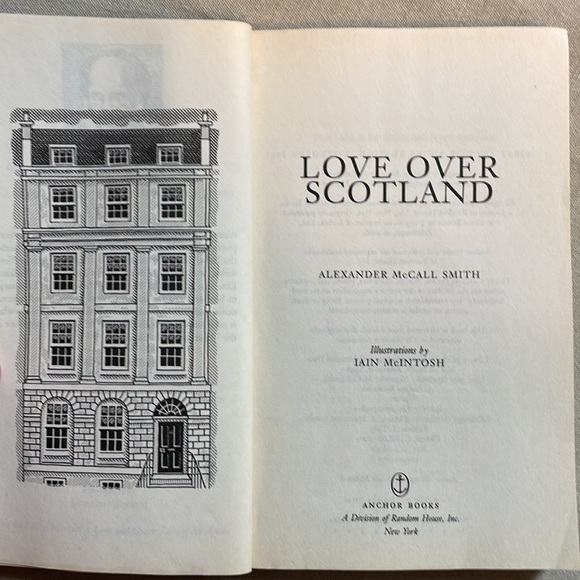 LOVE OVER
SCOTLAND
ALEXANDER McCALL SMITH
Illustrations by
IAIN McINTOSH
ANCHOR BOOKS
A Division of Random House, Inc.
New York